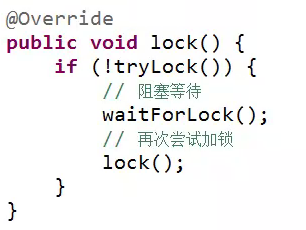 @Override
public void lock() {
    if (!tryLock()) {
        // 阻塞等待
        waitForLock();
        // 再次尝试加锁
        lock();
    }
}